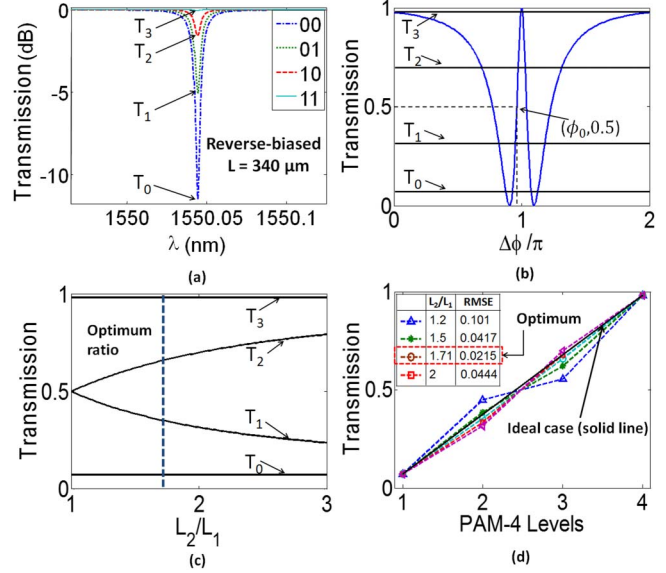 Transmission (dB)
0
-5
-10
T₃
T₂
T₁
T₀
00
01
10
11
Reverse-biased
L = 340 µm
1550
1550.05
1550.1
λ (nm)
(a)
Transmission
1
0.5
0
T₃
T₂
T₁
T₀
(ϕ₀,0.5)
0
1
2
Δϕ/π
(b)
Transmission
1
0.5
0
Optimum
ratio
T₃
T₂
T₁
T₀
1
2
3
L₂/L₁
(c)
Transmission
1
0.5
0
L₂/L₁ RMSE
1.2 0.101
1.5 0.0417
1.71 0.0215
2 0.0444
Optimum
Ideal case (solid line)
1
2
3
4
PAM-4 Levels
(d)